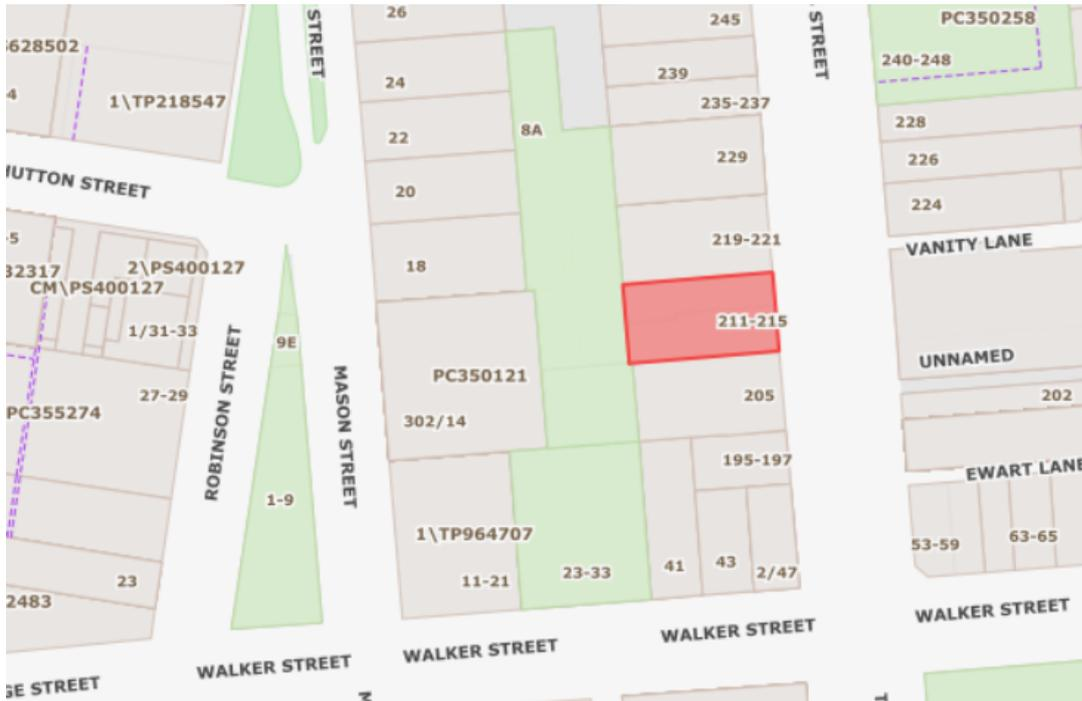 STREET
26
245
STREET
PC350258
628502
24
239
240-248
4
1\TP218547
235-237
22
8A
228
229
226
HUTTON STREET
20
224
-5
18
219-221
VANITY LANE
32317
2\PS400127
CM\PS400127
1/31-33
9E
211-215
UNNAMED
ROBINSON STREET
MASON STREET
PC350121
27-29
205
202
PC355274
302/14
195-197
EWART LANE
1-9
1\TP964707
53-59
63-65
23
11-21
23-33
41
43
2/47
2483
WALKER STREET
WALKER STREET
WALKER STREET
WALKER STREET
GE STREET